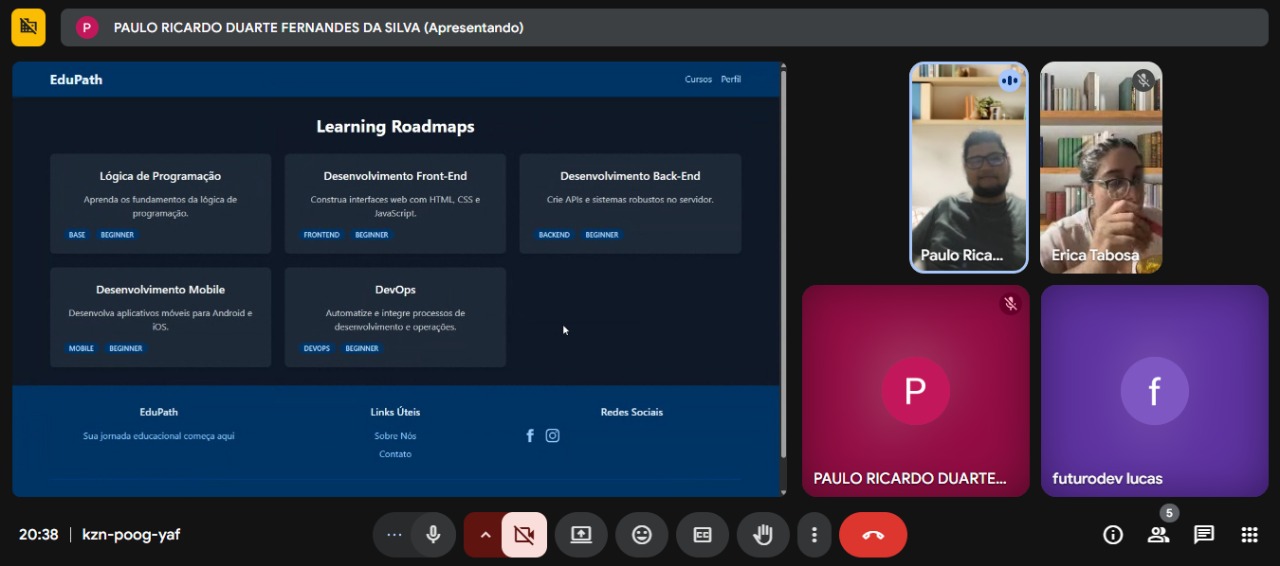 P PAULO RICARDO DUARTE FERNANDES DA SILVA (Apresentando)
EduPath
Cursos Perfil
Learning Roadmaps
Lógica de Programação
Aprenda os fundamentos da lógica de
programação.
BASE BEGINNER
Desenvolvimento Front-End
Construa interfaces web com HTML, CSS e
JavaScript.
FRONTEND BEGINNER
Desenvolvimento Back-End
Crie APIs e sistemas robustos no servidor.
BACKEND BEGINNER
Desenvolvimento Mobile
Desenvolva aplicativos móveis para Android e
iOS.
MOBILE BEGINNER
DevOps
Automatize e integre processos de
desenvolvimento e operações.
DEVOPS BEGINNER
EduPath
Sua jornada educacional começa aqui
Links Úteis
Sobre Nós
Contato
Redes Sociais
Paulo Rica...
Erica Tabosa
P
PAULO RICARDO DUARTE...
f
futurodev lucas
20:38 | kzn-poog-yaf
CC
5